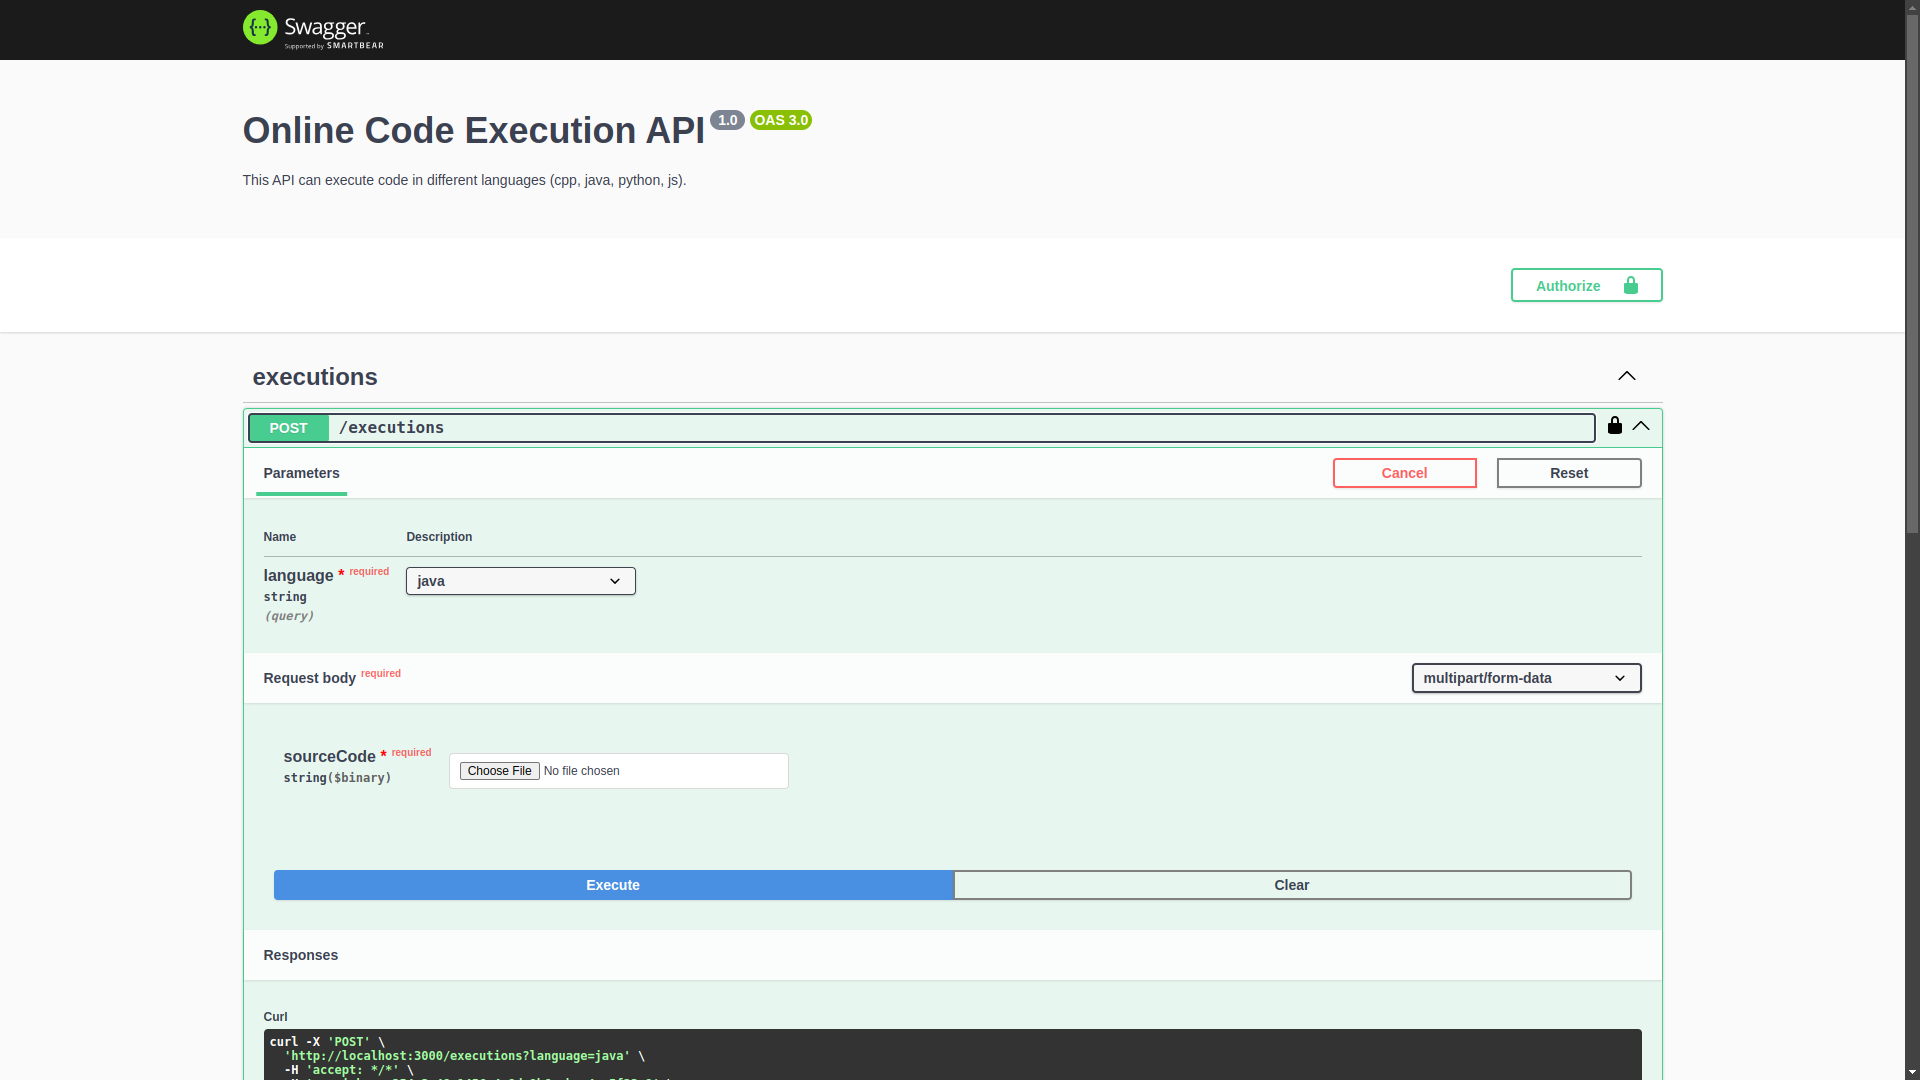 Swagger
Supported by SMARTBEAR
Online Code Execution API 1.0 OAS 3.0
This API can execute code in different languages (cpp, java, python, js).
Authorize
executions
POST /executions
Parameters
Cancel
Reset
Name Description
language * required
string
(query)
java
Request body required
multipart/form-data
sourceCode * required
string($binary)
Choose File No file chosen
Execute
Clear
Responses
Curl
curl -X 'POST' \
'http://localhost:3000/executions?language=java' \
-H 'accept: */*' \